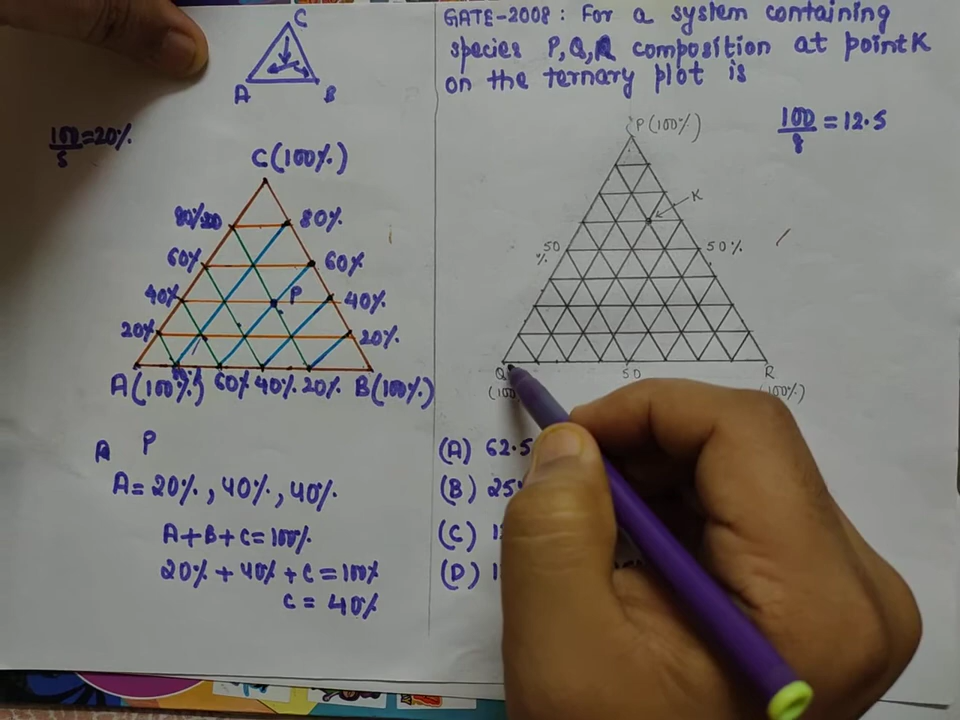 C
A B
100/5 = 20%
C(100%)
80% 80%
60% 60%
P
40% 40%
20% 20%
A(100%) 60% 40% 20% B(100%)
A P
A = 20%, 40%, 40%.
A+B+C = 100%
20% + 40% + C = 100%
C = 40%
GATE-2008: For a system containing
species P,Q,R composition at point K
on the ternary plot is
100/8 = 12.5
P(100%)
K
50% 50%
Q 50 R
(100 100%)
(A) 62.5
(B) 25
(C)
(D)